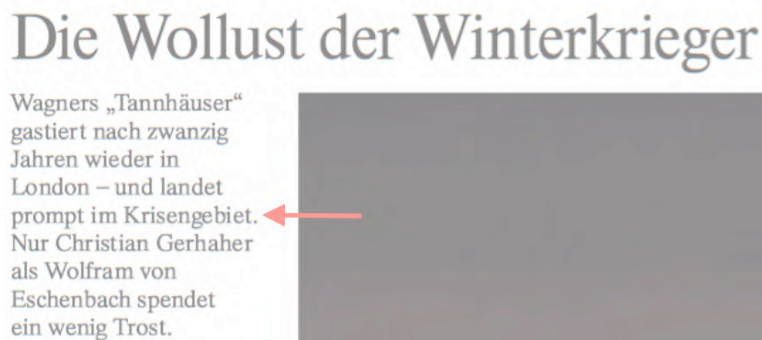 Die Wollust der Winterkrieger
Wagners „Tannhäuser“
gastiert nach zwanzig
Jahren wieder in
London – und landet
prompt im Krisengebiet.
Nur Christian Gerhaher
als Wolfram von
Eschenbach spendet
ein wenig Trost.